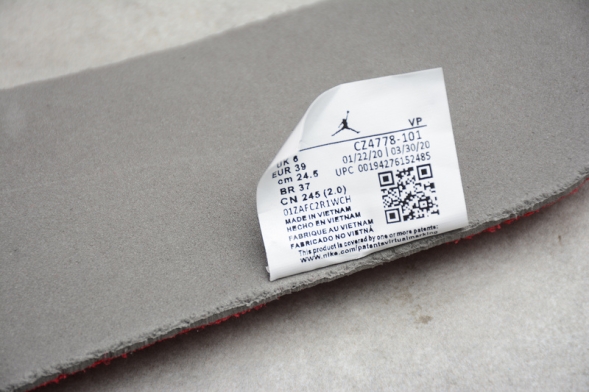 VP
CZ4778-101
01/22/20 | 03/30/20
UPC 00194276152485
UK 6
EUR 39
cm 24.5
BR 37
CN 245 (2.0)
01ZAFC2R1WCH
MADE IN VIETNAM
HECHO EN VIETNAM
FABRIQUE AU VIETNAM
FABRICADO NO VIETNÃ
This product is covered by one or more patents:
www.nike.com/patentsvirtualmarking